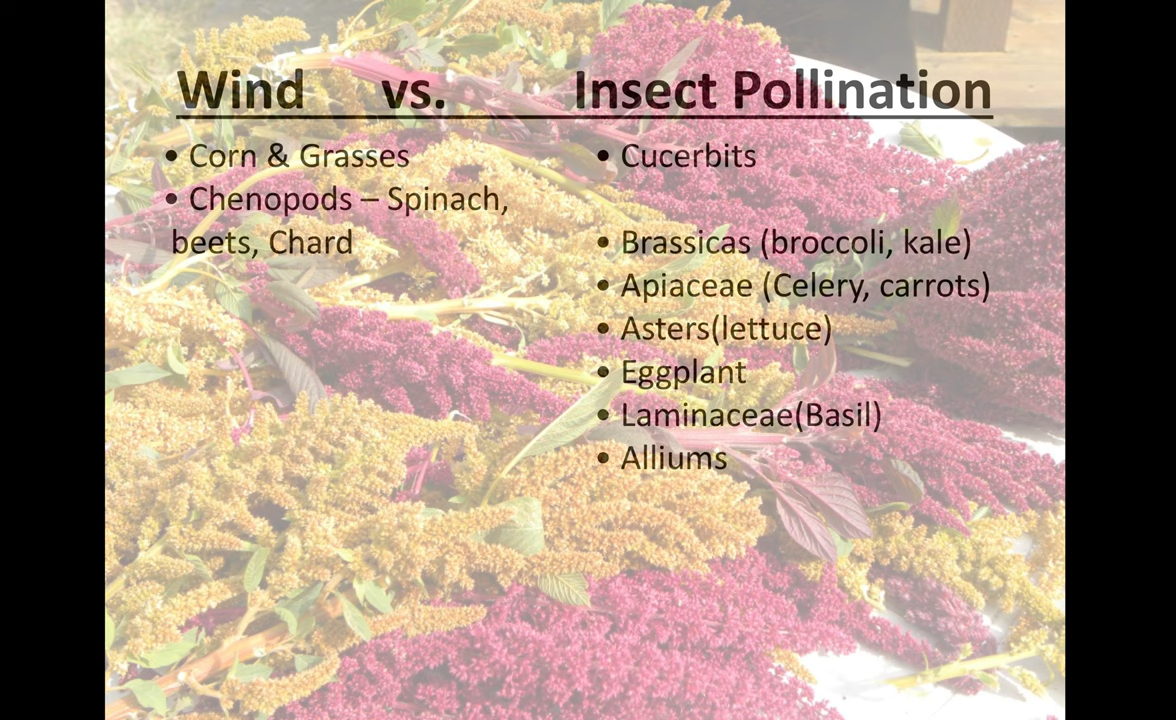 Wind vs. Insect Pollination
• Corn & Grasses
• Chenopods – Spinach,
beets, Chard
• Cucerbits
• Brassicas (broccoli, kale)
• Apiaceae (Celery, carrots)
• Asters(lettuce)
• Eggplant
• Laminaceae(Basil)
• Alliums